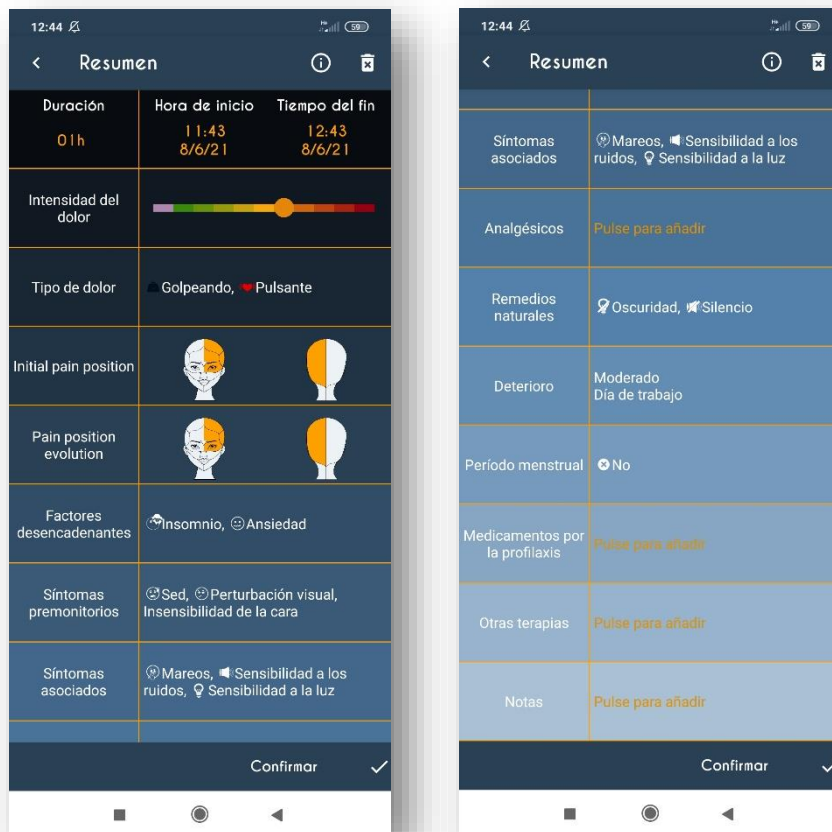 12:44 59
Resumen
Duración Hora de inicio Tiempo del fin
01h 11:43 12:43
8/6/21 8/6/21
Intensidad del
dolor
Tipo de dolor Golpeando, Pulsante
Initial pain position
Pain position
evolution
Factores
desencadenantes
Insomnio, Ansiedad
Síntomas
premonitorios
Sed, Perturbación visual,
Insensibilidad de la cara
Síntomas
asociados
Mareos, Sensibilidad a los
ruidos, Sensibilidad a la luz
Confirmar
12:44 59
Resumen
Síntomas
asociados
Mareos, Sensibilidad a los
ruidos, Sensibilidad a la luz
Analgésicos Pulse para añadir
Remedios
naturales
Oscuridad, Silencio
Deterioro
Moderado
Día de trabajo
Período menstrual No
Medicamentos por
la profilaxis
Pulse para añadir
Otras terapias Pulse para añadir
Notas Pulse para añadir
Confirmar